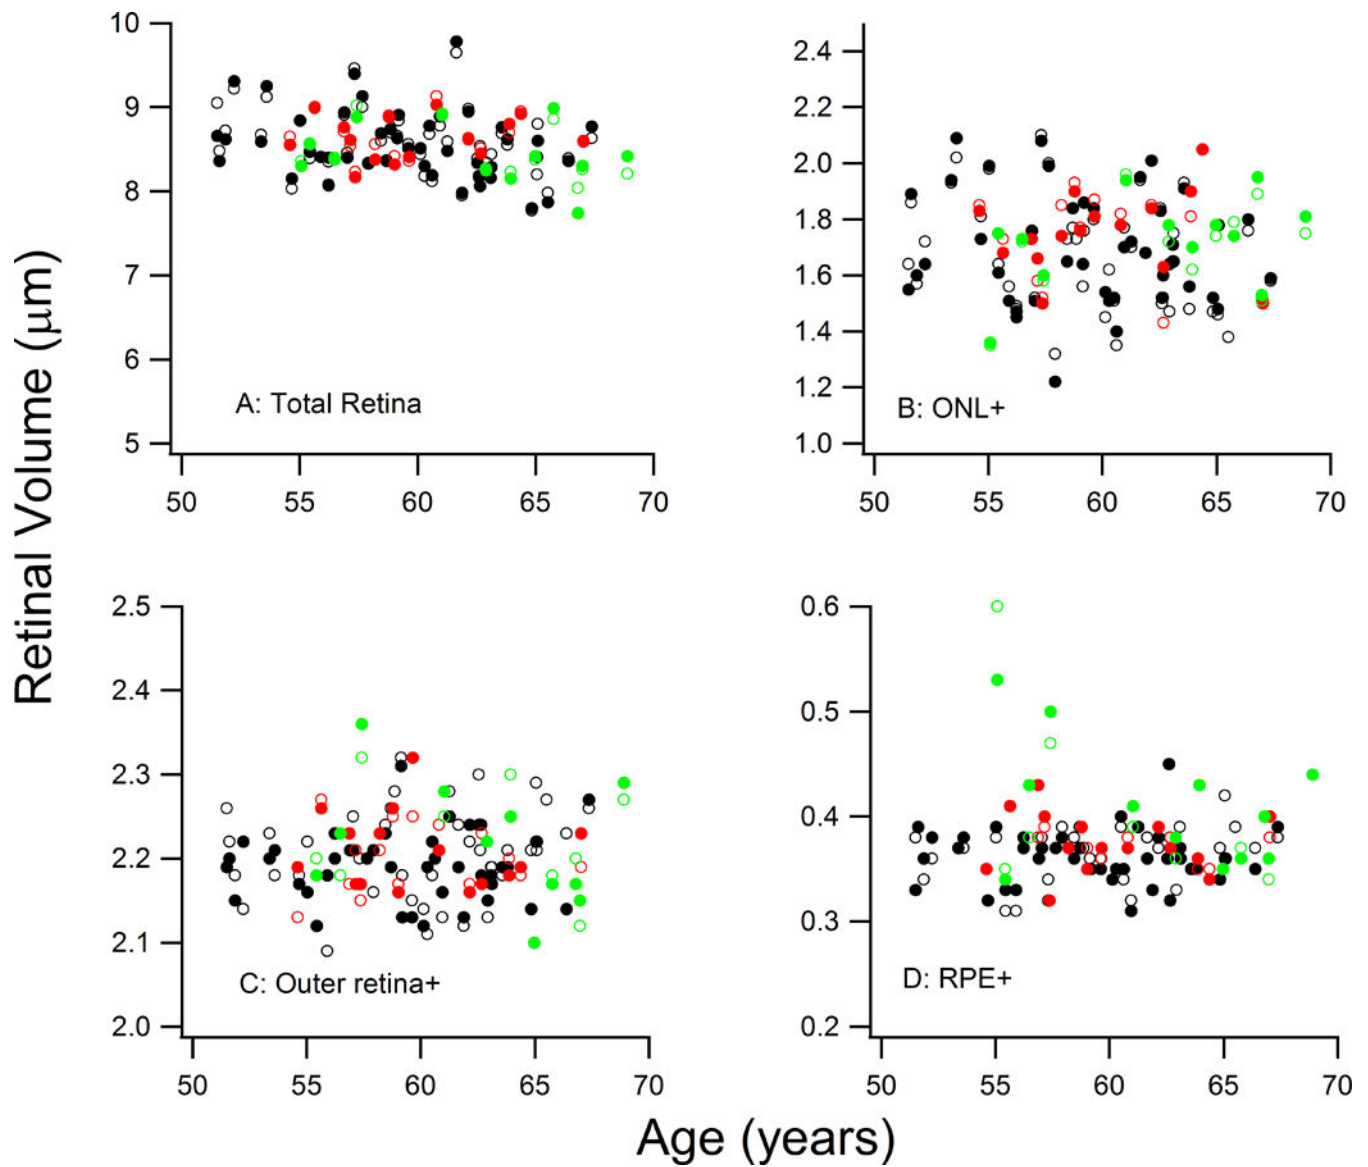 Retinal Volume (μm)
10
9
8
7
6
5
A: Total Retina
50 55 60 65 70
2.4
2.2
2.0
1.8
1.6
1.4
1.2
1.0
B: ONL+
50 55 60 65 70
2.5
2.4
2.3
2.2
2.1
2.0
C: Outer retina+
50 55 60 65 70
0.6
0.5
0.4
0.3
0.2
D: RPE+
50 55 60 65 70
Age (years)